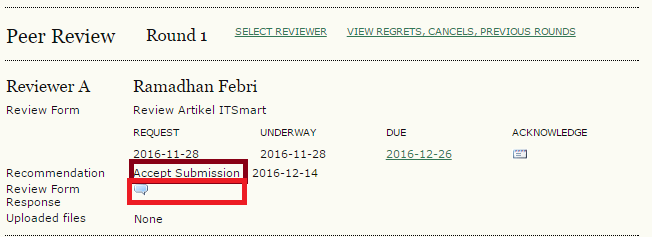 Peer Review Round 1 SELECT REVIEWER VIEW REGRETS, CANCELS, PREVIOUS ROUNDS
Reviewer A Ramadhan Febri
Review Form Review Artikel ITSmart
REQUEST UNDERWAY DUE ACKNOWLEDGE
2016-11-28 2016-11-28 2016-12-26
Recommendation Accept Submission 2016-12-14
Review Form
Response
Uploaded files None